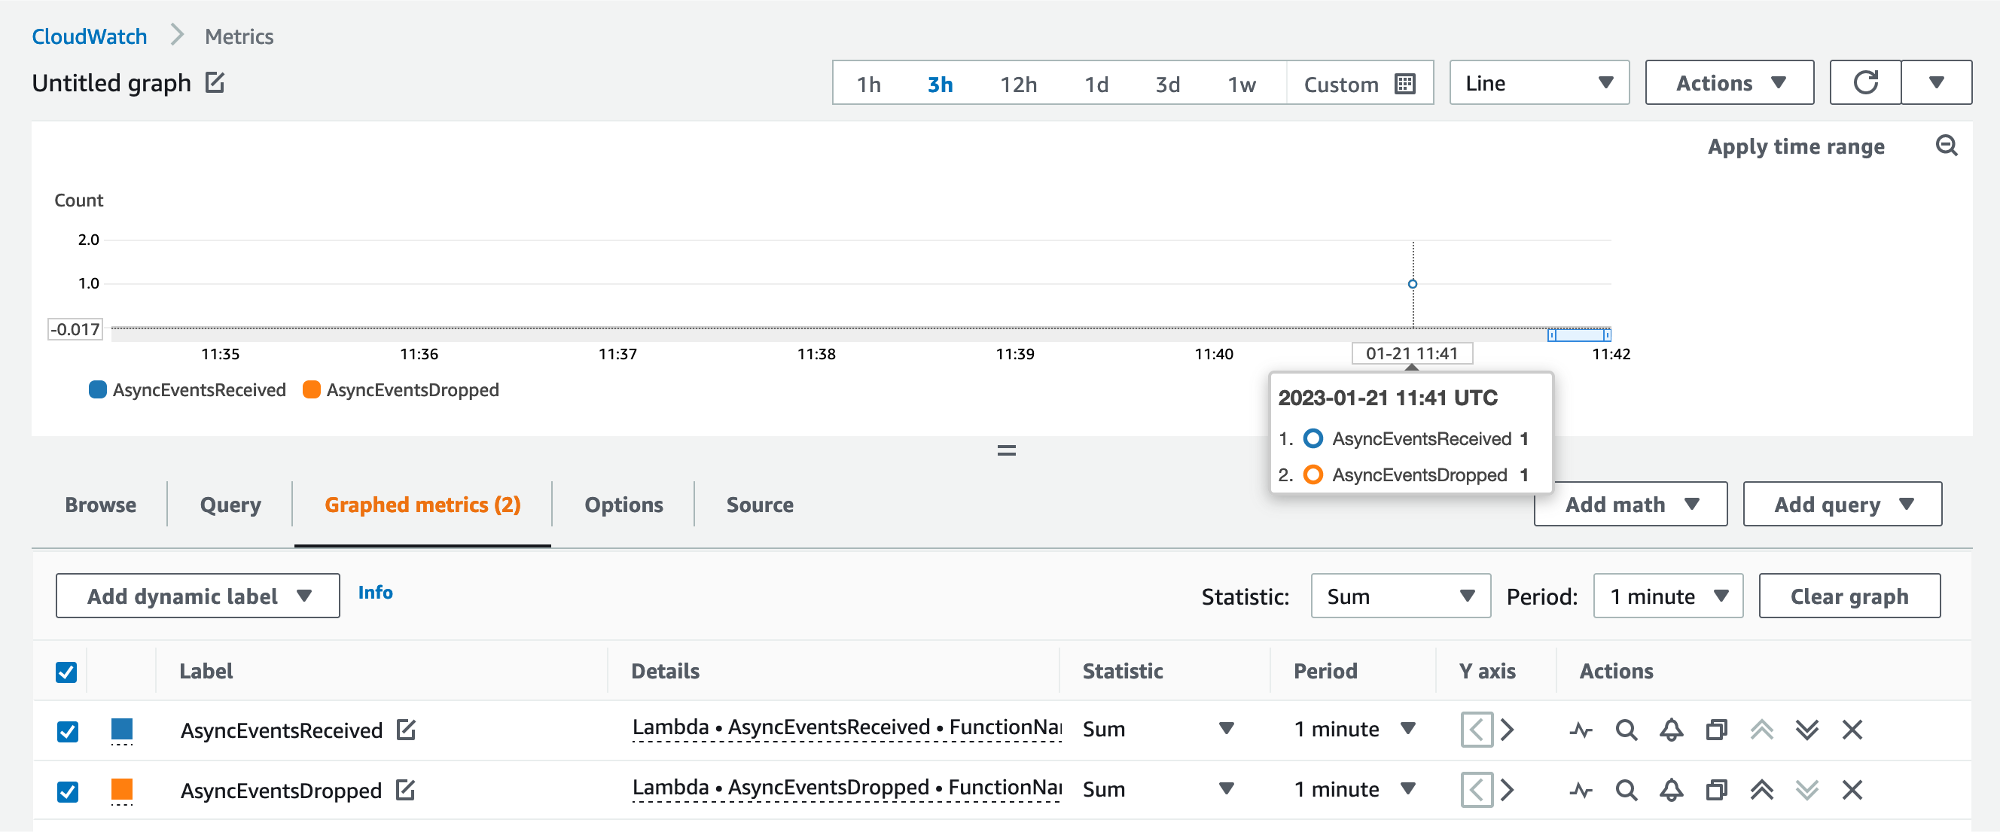 CloudWatch Metrics
Untitled graph
1h 3h 12h 1d 3d 1w Custom Line Actions
Apply time range
Count
2.0
1.0
-0.017
11:35 11:36 11:37 11:38 11:39 11:40 01-21 11:41 11:42
AsyncEventsReceived AsyncEventsDropped
2023-01-21 11:41 UTC
1. AsyncEventsReceived 1
2. AsyncEventsDropped 1
Browse Query Graphed metrics (2) Options Source Add math Add query
Add dynamic label Info Statistic: Sum Period: 1 minute Clear graph
Label Details Statistic Period Y axis Actions
AsyncEventsReceived Lambda • AsyncEventsReceived • FunctionNa Sum 1 minute
AsyncEventsDropped Lambda • AsyncEventsDropped • FunctionNa Sum 1 minute